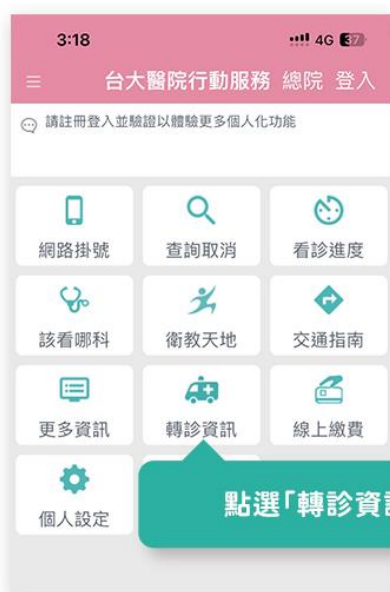 3:18 4G 37
台大醫院行動服務 總院 登入
請註冊登入並驗證以體驗更多個人化功能
網路掛號 查詢取消 看診進度
該看哪科 衛教天地 交通指南
更多資訊 轉診資訊 線上繳費
個人設定
點選「轉診資